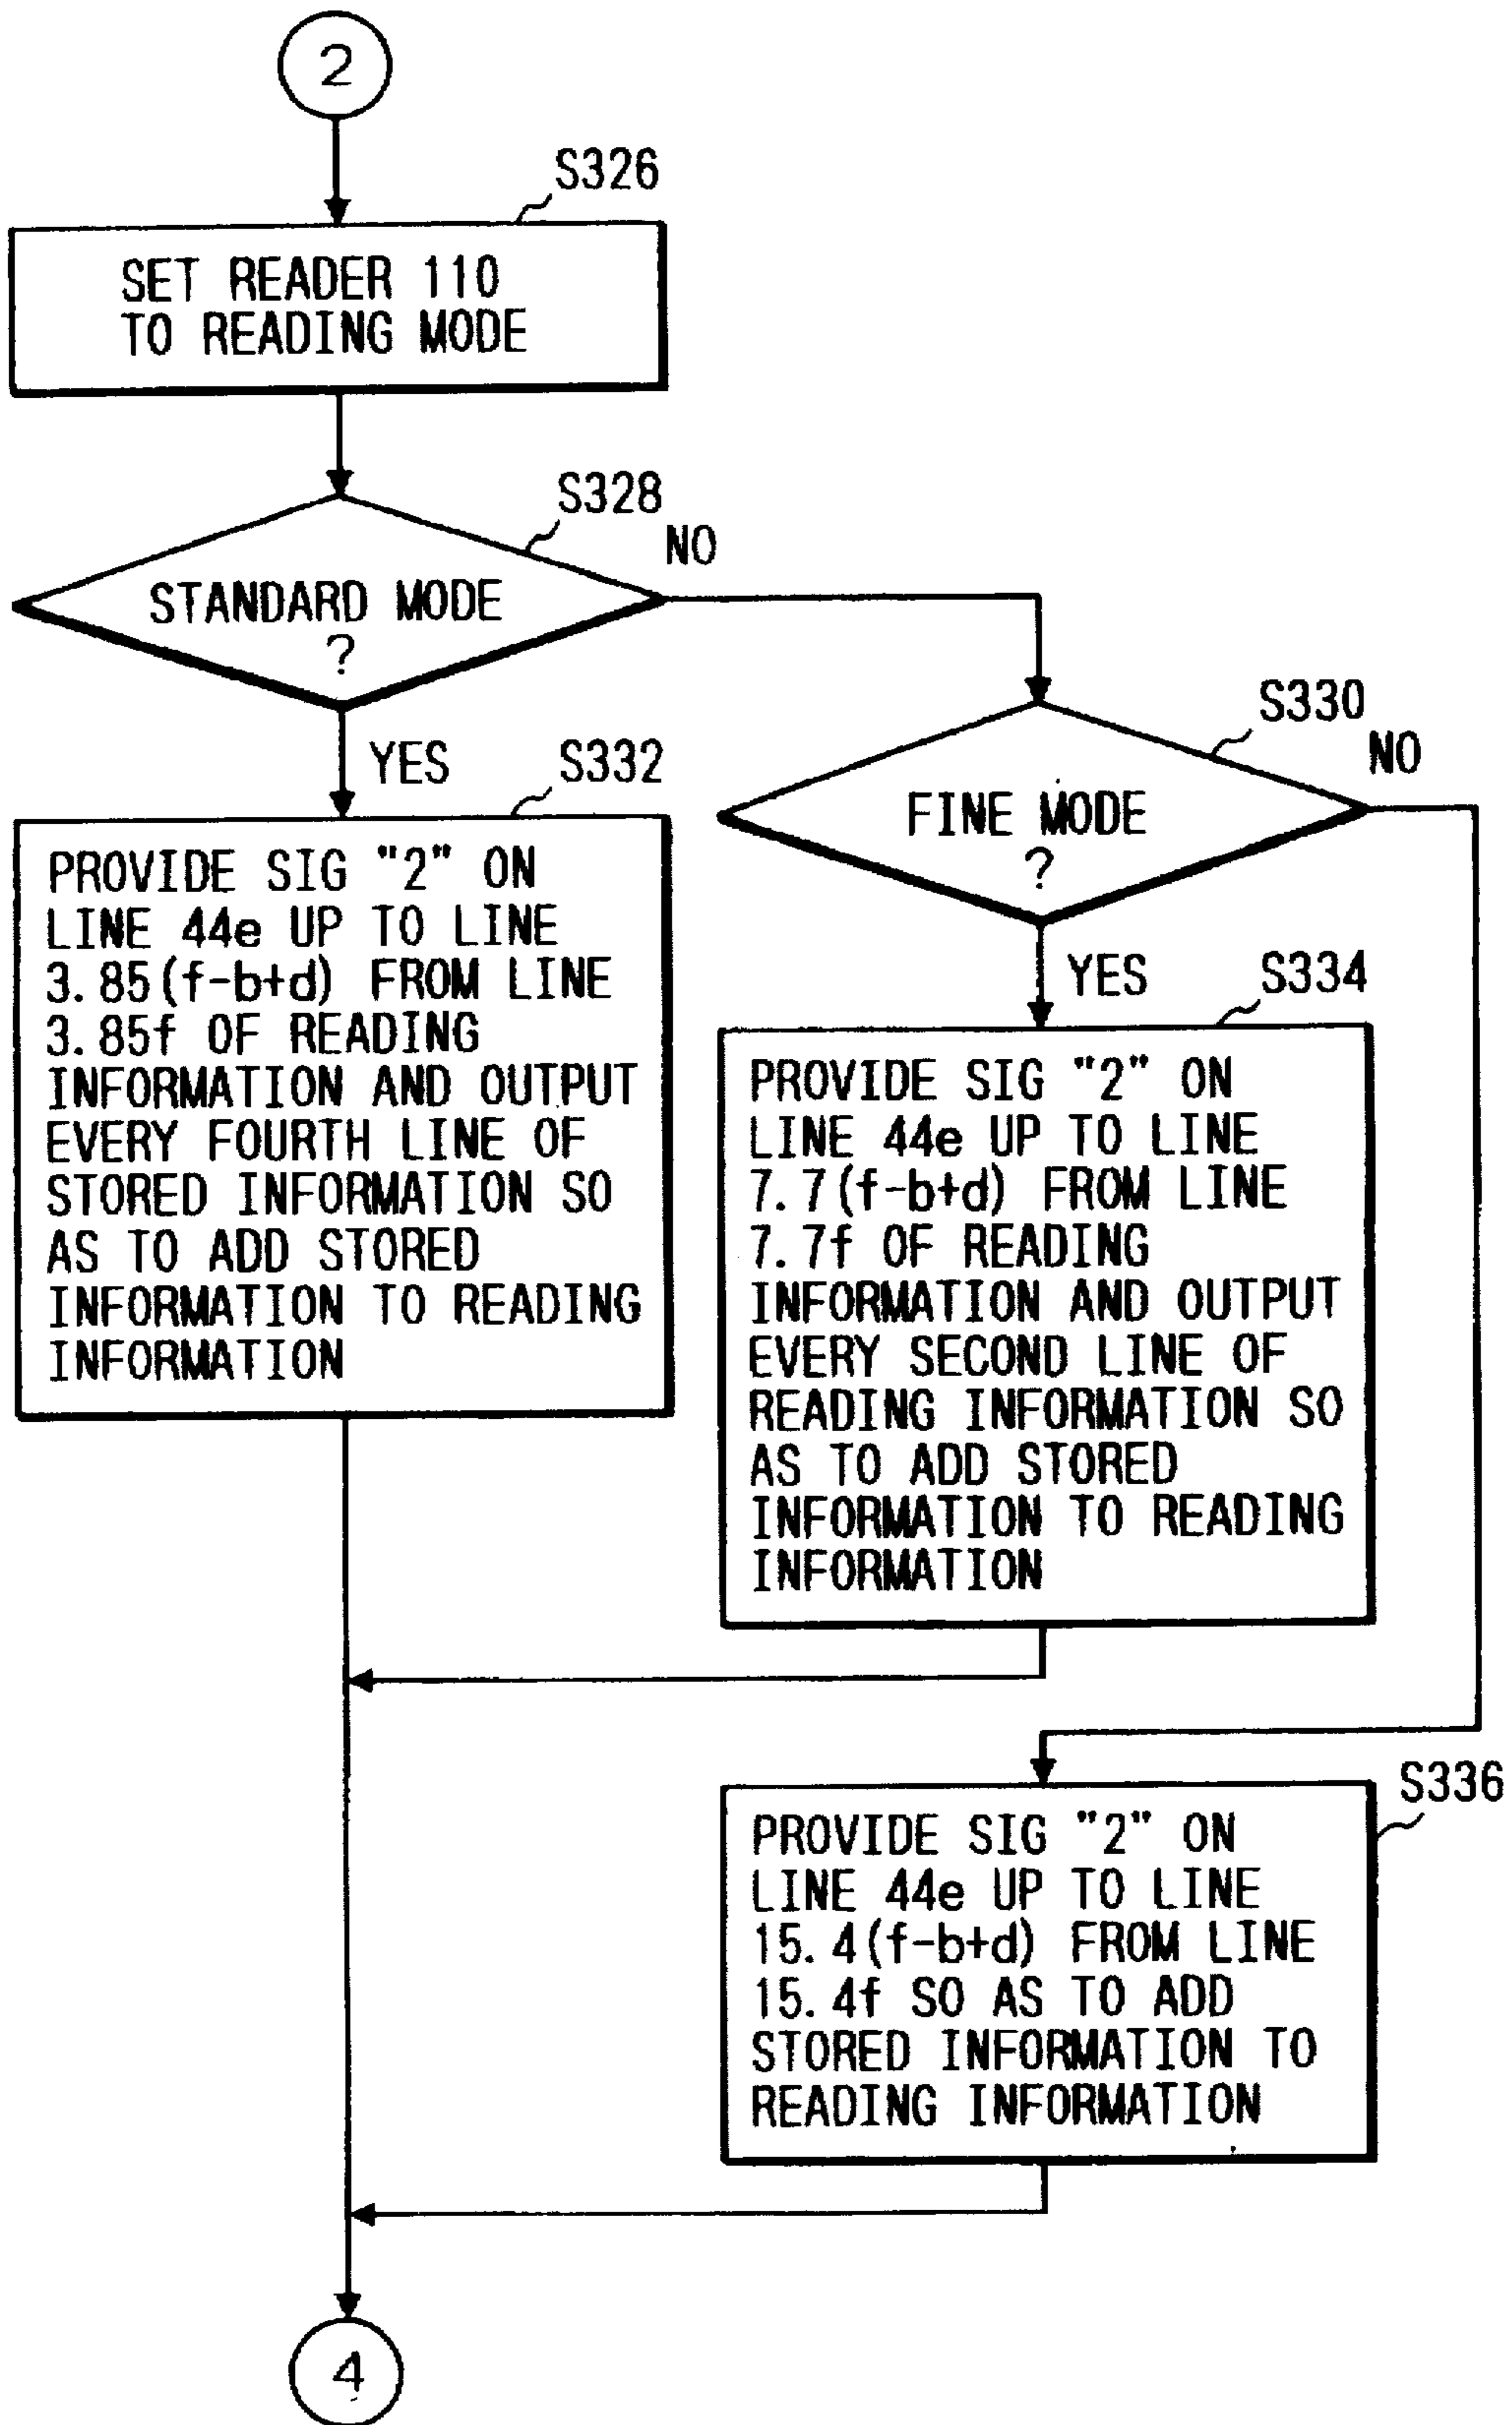 2
S326
SET READER 110
TO READING MODE
S328
NO
STANDARD MODE
?
YES
S332
PROVIDE SIG "2" ON
LINE 44e UP TO LINE
3.85(f-b+d) FROM LINE
3.85f OF READING
INFORMATION AND OUTPUT
EVERY FOURTH LINE OF
STORED INFORMATION SO
AS TO ADD STORED
INFORMATION TO READING
INFORMATION
S330
NO
FINE MODE
?
YES
S334
PROVIDE SIG "2" ON
LINE 44e UP TO LINE
7.7(f-b+d) FROM LINE
7.7f OF READING
INFORMATION AND OUTPUT
EVERY SECOND LINE OF
READING INFORMATION SO
AS TO ADD STORED
INFORMATION TO READING
INFORMATION
S336
PROVIDE SIG "2" ON
LINE 44e UP TO LINE
15.4(f-b+d) FROM LINE
15.4f SO AS TO ADD
STORED INFORMATION TO
READING INFORMATION
4